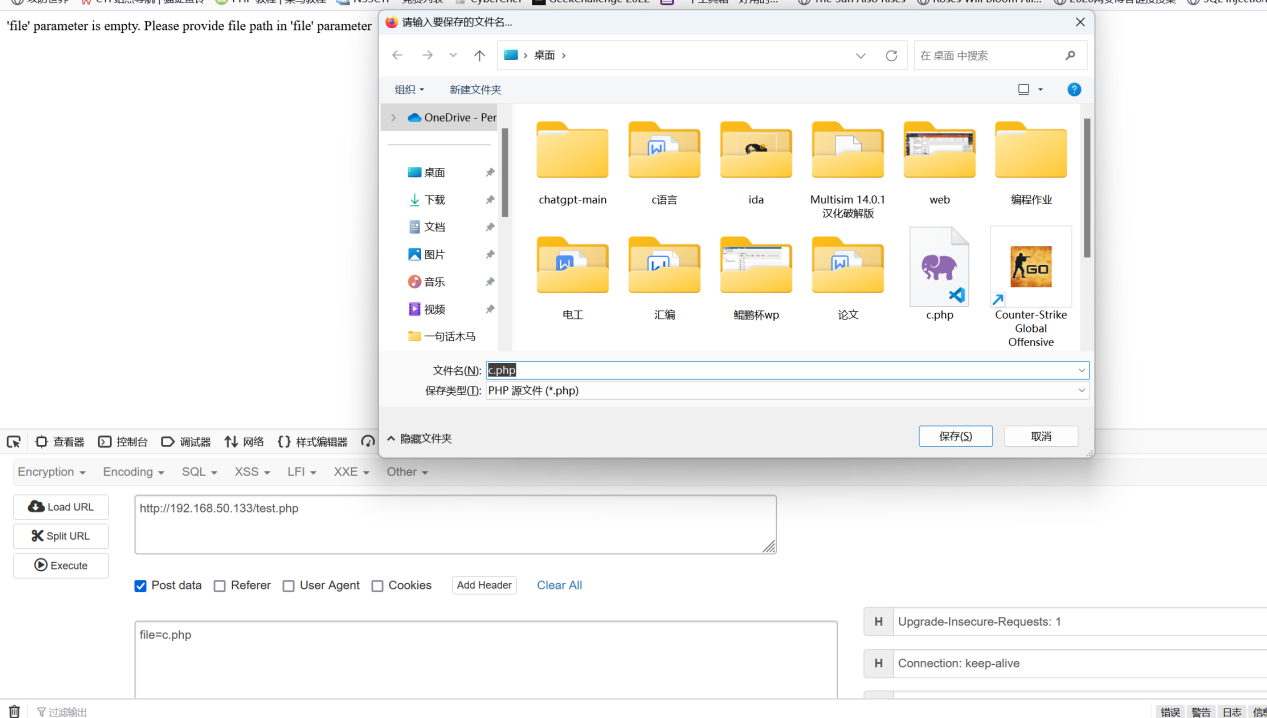 请输入要保存的文件名...
'file' parameter is empty. Please provide file path in 'file' parameter
桌面
在 桌面 中搜索
组织
新建文件夹
OneDrive - Per
桌面
下载
文档
图片
音乐
视频
一句话木马
chatgpt-main
c语言
ida
Multisim 14.0.1
汉化破解版
web
编程作业
电工
汇编
鲲鹏杯wp
论文
c.php
Counter-Strike
Global
Offensive
文件名(N): c.php
保存类型(T): PHP 源文件 (*.php)
隐藏文件夹
保存(S)
取消
查看器
控制台
调试器
网络
样式编辑器
Encryption
Encoding
SQL
XSS
LFI
XXE
Other
Load URL
Split URL
Execute
http://192.168.50.133/test.php
Post data
Referer
User Agent
Cookies
Add Header
Clear All
file=c.php
H Upgrade-Insecure-Requests: 1
H Connection: keep-alive
过滤输出
错误
警告
日志